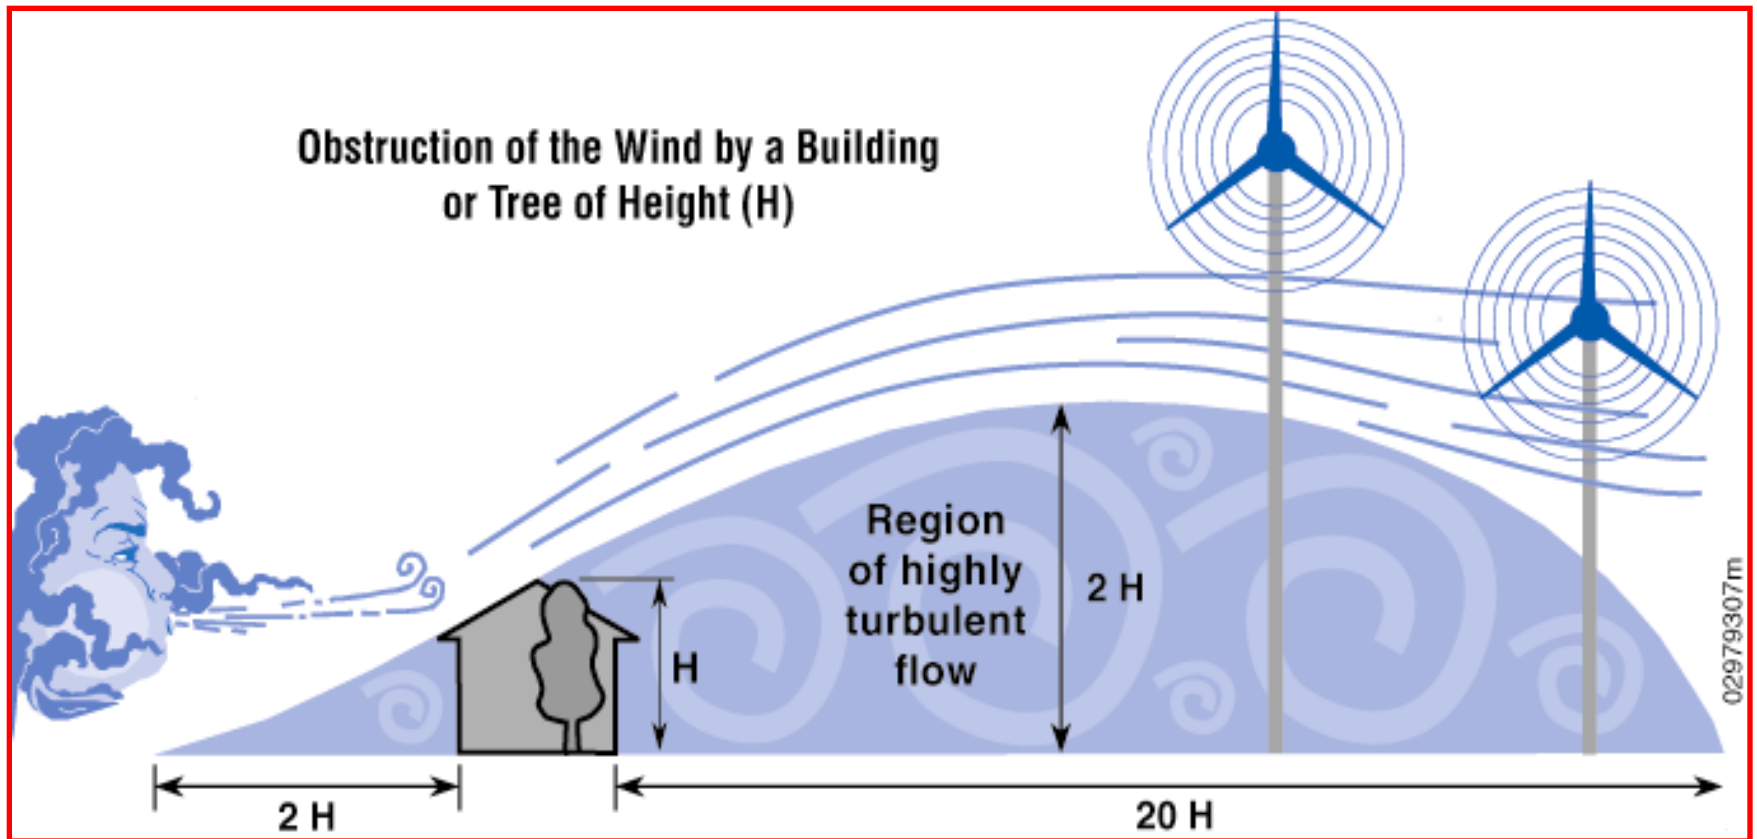 Obstruction of the Wind by a Building
or Tree of Height (H)
Region
of highly
turbulent
flow
2 H
H
2 H
20 H
02979307m